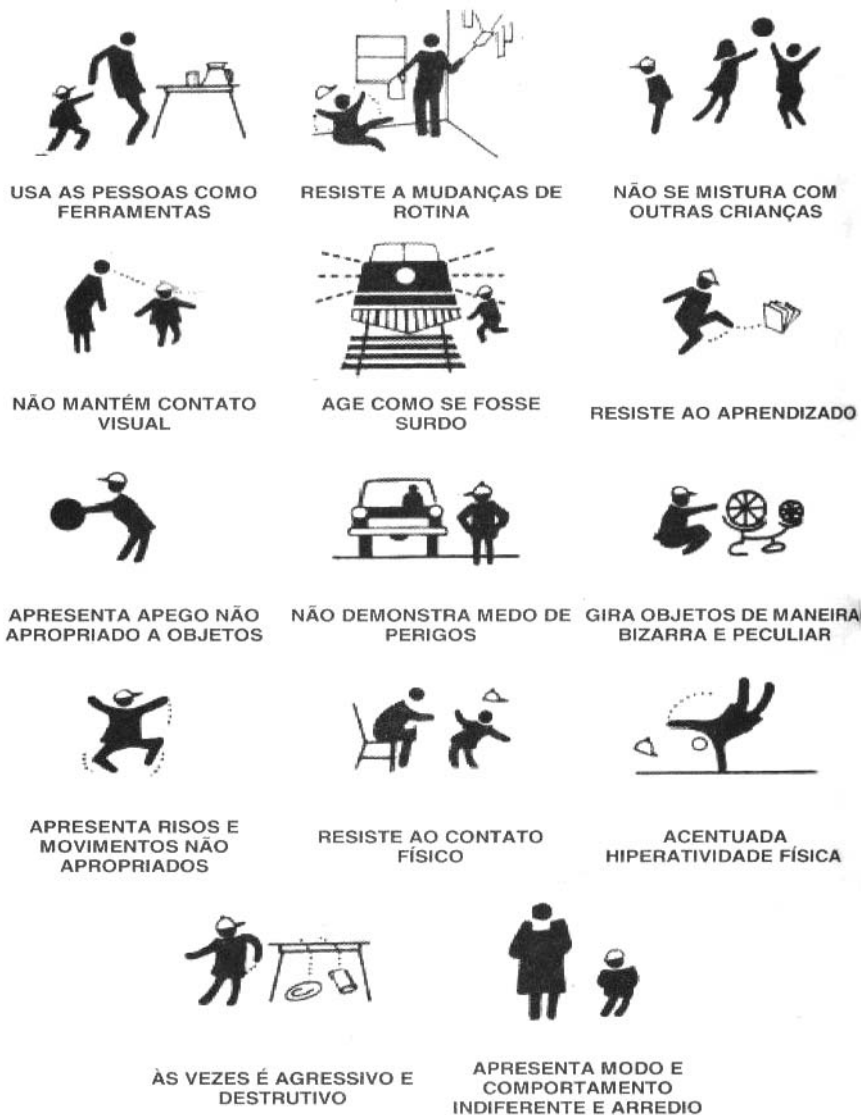 USA AS PESSOAS COMO
FERRAMENTAS
RESISTE A MUDANÇAS DE
ROTINA
NÃO SE MISTURA COM
OUTRAS CRIANÇAS
NÃO MANTÉM CONTATO
VISUAL
AGE COMO SE FOSSE
SURDO
RESISTE AO APRENDIZADO
APRESENTA APEGO NÃO
APROPRIADO A OBJETOS
NÃO DEMONSTRA MEDO DE
PERIGOS
GIRA OBJETOS DE MANEIRA
BIZARRA E PECULIAR
APRESENTA RISOS E
MOVIMENTOS NÃO
APROPRIADOS
RESISTE AO CONTATO
FÍSICO
ACENTUADA
HIPERATIVIDADE FÍSICA
ÀS VEZES É AGRESSIVO E
DESTRUTIVO
APRESENTA MODO E
COMPORTAMENTO
INDIFERENTE E ARREDIO